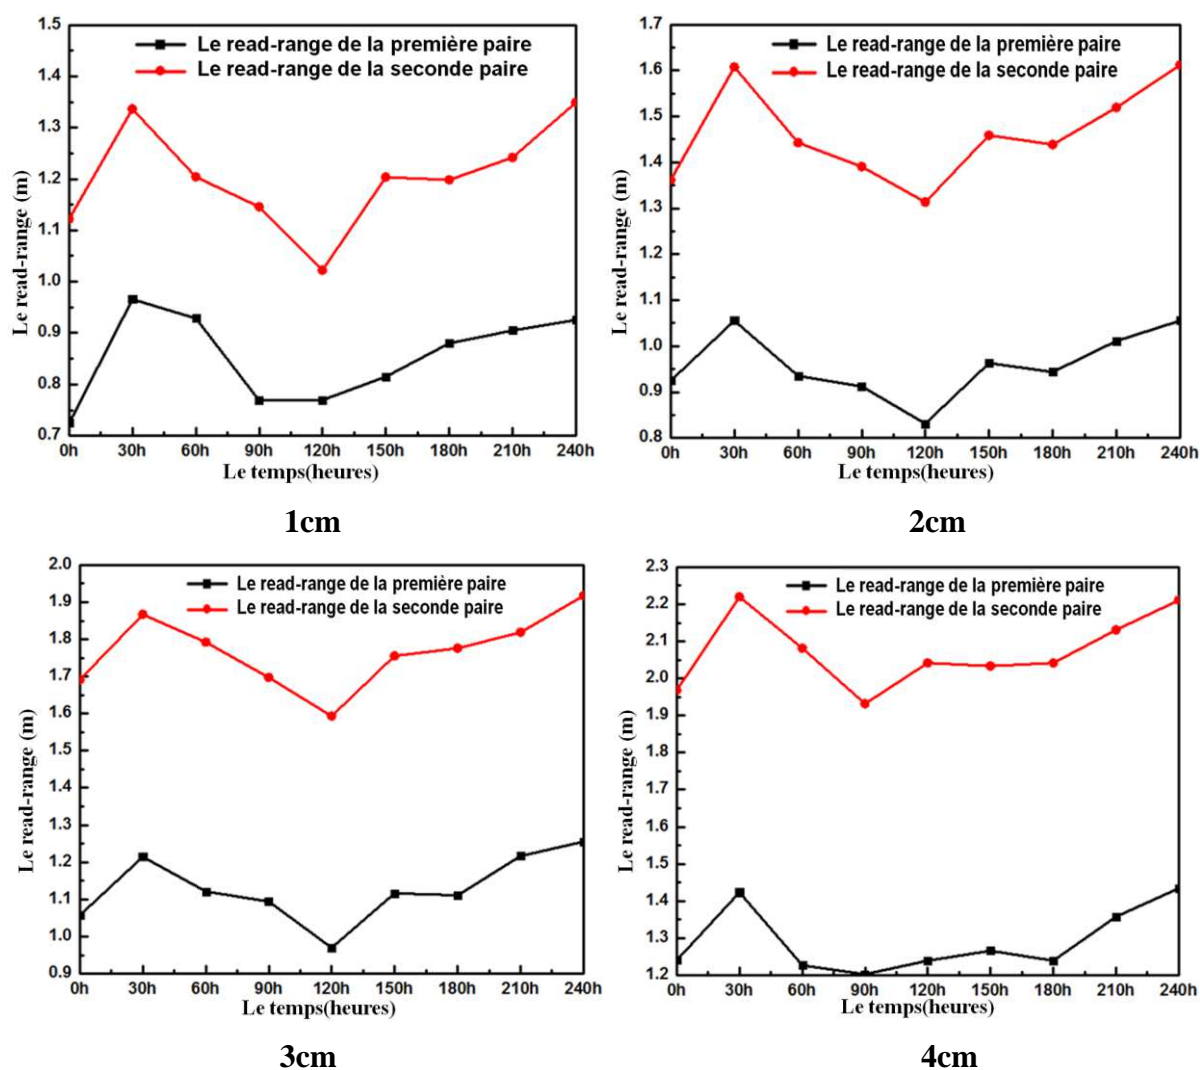 1.5
1.4
1.3
1.2
1.1
1.0
0.9
0.8
0.7
Le read-range (m)
Le read-range de la première paire
Le read-range de la seconde paire
0h 30h 60h 90h 120h 150h 180h 210h 240h
Le temps(heures)
1cm
1.7
1.6
1.5
1.4
1.3
1.2
1.1
1.0
0.9
0.8
Le read-range (m)
Le read-range de la première paire
Le read-range de la seconde paire
0h 30h 60h 90h 120h 150h 180h 210h 240h
Le temps(heures)
2cm
2.0
1.9
1.8
1.7
1.6
1.5
1.4
1.3
1.2
1.1
1.0
0.9
Le read-range (m)
Le read-range de la première paire
Le read-range de la seconde paire
0h 30h 60h 90h 120h 150h 180h 210h 240h
Le temps(heures)
3cm
2.3
2.2
2.1
2.0
1.9
1.8
1.7
1.6
1.5
1.4
1.3
1.2
Le read-range (m)
Le read-range de la première paire
Le read-range de la seconde paire
0h 30h 60h 90h 120h 150h 180h 210h 240h
Le temps(heures)
4cm